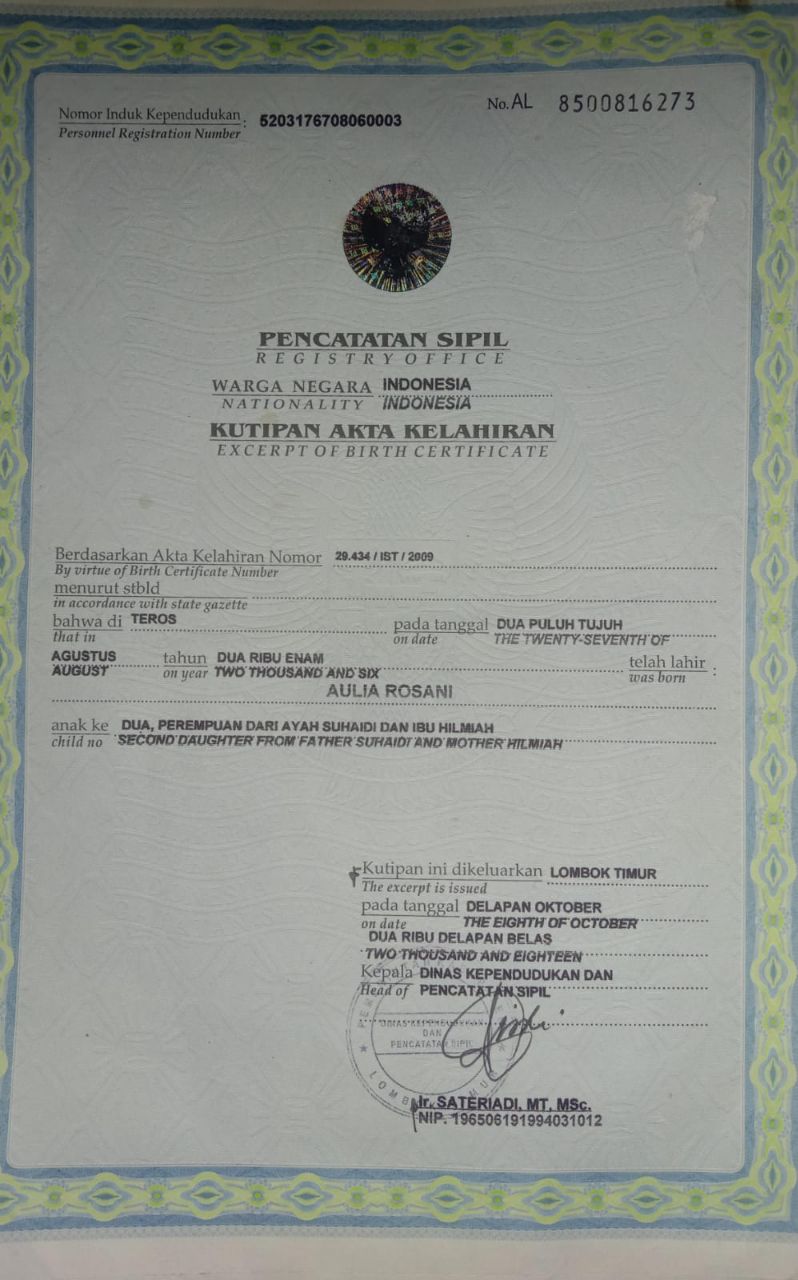 No. AL 8500816273
Nomor Induk Kependudukan : 5203176708060003
Personnel Registration Number
PENCATATAN SIPIL
REGISTRY OFFICE
WARGA NEGARA INDONESIA
NATIONALITY INDONESIA
KUTIPAN AKTA KELAHIRAN
EXCERPT OF BIRTH CERTIFICATE
Berdasarkan Akta Kelahiran Nomor 29.434 / IST / 2009
By virtue of Birth Certificate Number
menurut stbld
in accordance with state gazette
bahwa di TEROS pada tanggal DUA PULUH TUJUH
that in on date THE TWENTY-SEVENTH OF
AGUSTUS tahun DUA RIBU ENAM telah lahir :
AUGUST on year TWO THOUSAND AND SIX was born
AULIA ROSANI
anak ke DUA, PEREMPUAN DARI AYAH SUHAIDI DAN IBU HILMIAH
child no SECOND DAUGHTER FROM FATHER SUHAIDI AND MOTHER HILMIAH
Kutipan ini dikeluarkan LOMBOK TIMUR
The excerpt is issued
pada tanggal DELAPAN OKTOBER
on date THE EIGHTH OF OCTOBER
DUA RIBU DELAPAN BELAS
TWO THOUSAND AND EIGHTEEN
Kepala DINAS KEPENDUDUKAN DAN
Head of PENCATATAN SIPIL
DINAS KEPENDUDUKAN
DAN
PENCATATAN SIPIL
Ir. SATERIADI, MT, MSc.
NIP. 196506191994031012